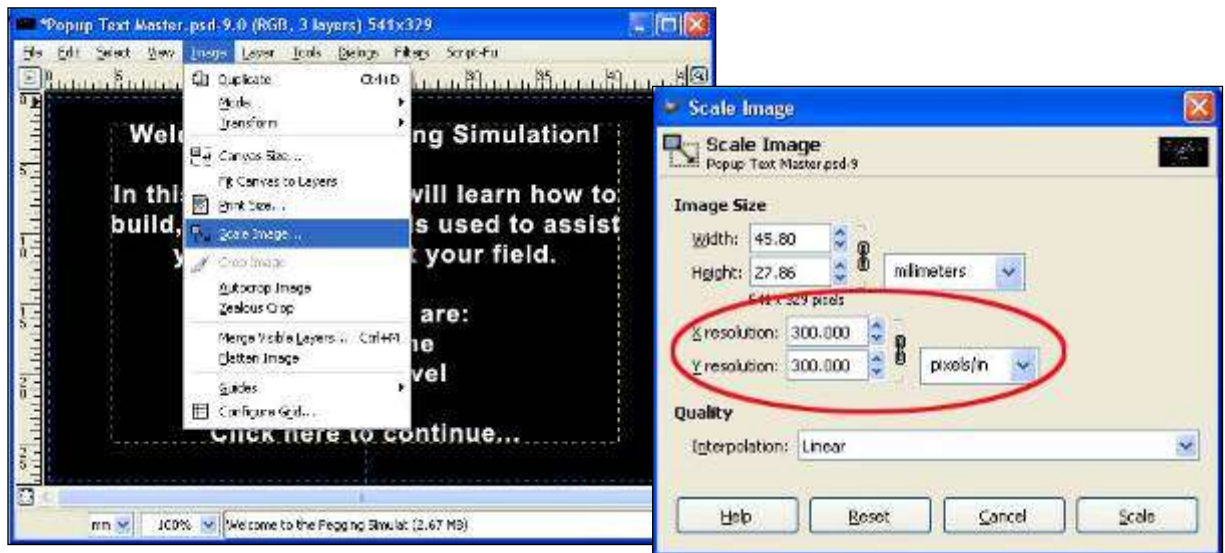 *Popup Text Master.psd-9.0 (RGB, 3 layers) 541x329
File Edit Select View Image Layer Tools Dialogs Filters Script-Fu
Duplicate Ctrl+D
Mode
Transform
Canvas Size...
Fit Canvas to Layers
Print Size...
Scale Image...
Crop Image
Autocrop Image
Zealous Crop
Merge Visible Layers... Ctrl+M
Flatten Image
Guides
Configure Grid...
Wel ng Simulation!
In thi will learn how to
build, s used to assist
y t your field.
are:
ne
vel
Click here to continue...
mm 100% Welcome to the Pegging Simulat (2.67 MB)
Scale Image
Scale Image
Popup Text Master.psd-9
Image Size
Width: 45.80
Height: 27.86 milimeters
541 x 329 pixels
X resolution: 300.000
Y resolution: 300.000 pixels/in
Quality
Interpolation: Linear
Help Reset Cancel Scale